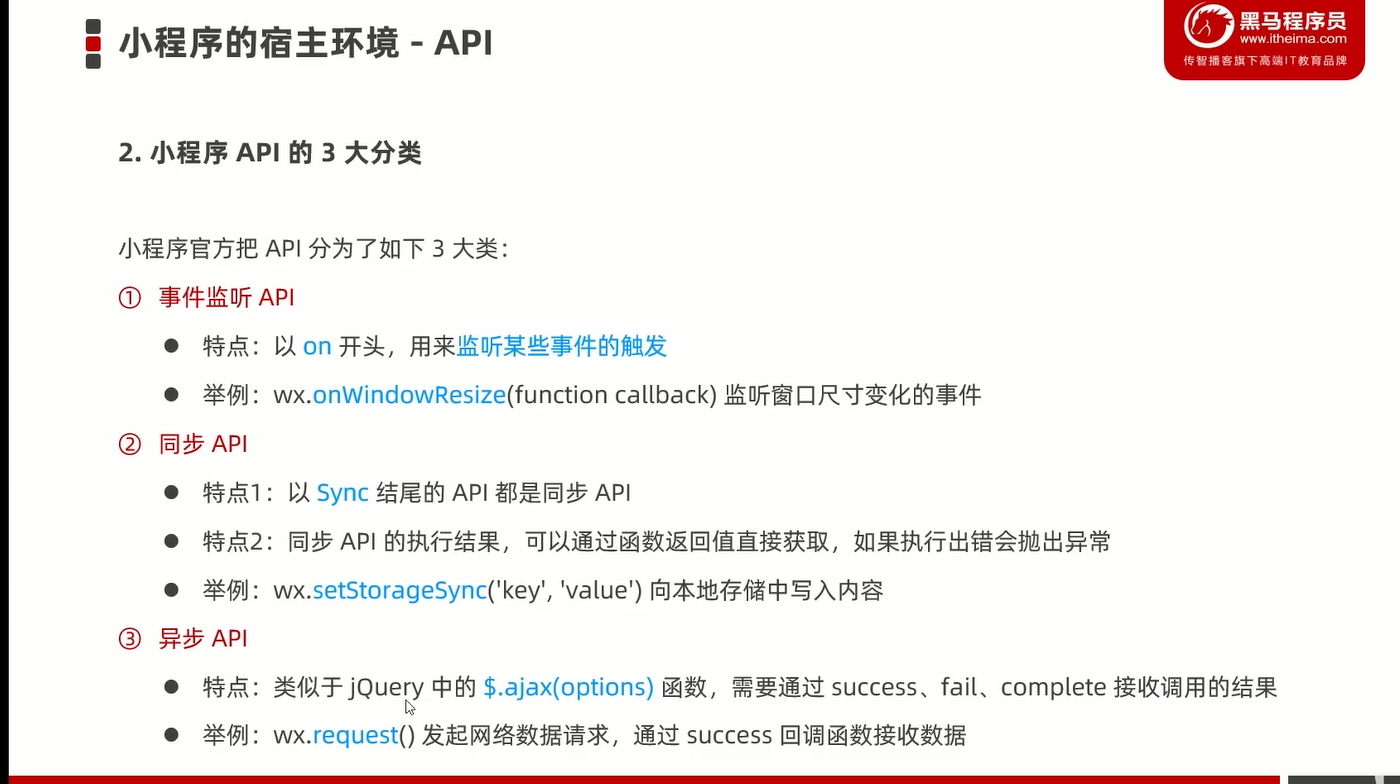 小程序的宿主环境 - API
黑马程序员
www.itheima.com
传智播客旗下高端IT教育品牌
2. 小程序 API 的 3 大分类
小程序官方把 API 分为了如下 3 大类：
① 事件监听 API
● 特点：以 on 开头，用来监听某些事件的触发
● 举例：wx.onWindowResize(function callback) 监听窗口尺寸变化的事件
② 同步 API
● 特点1：以 Sync 结尾的 API 都是同步 API
● 特点2：同步 API 的执行结果，可以通过函数返回值直接获取，如果执行出错会抛出异常
● 举例：wx.setStorageSync('key', 'value') 向本地存储中写入内容
③ 异步 API
● 特点：类似于 jQuery 中的 $.ajax(options) 函数，需要通过 success、fail、complete 接收调用的结果
● 举例：wx.request() 发起网络数据请求，通过 success 回调函数接收数据